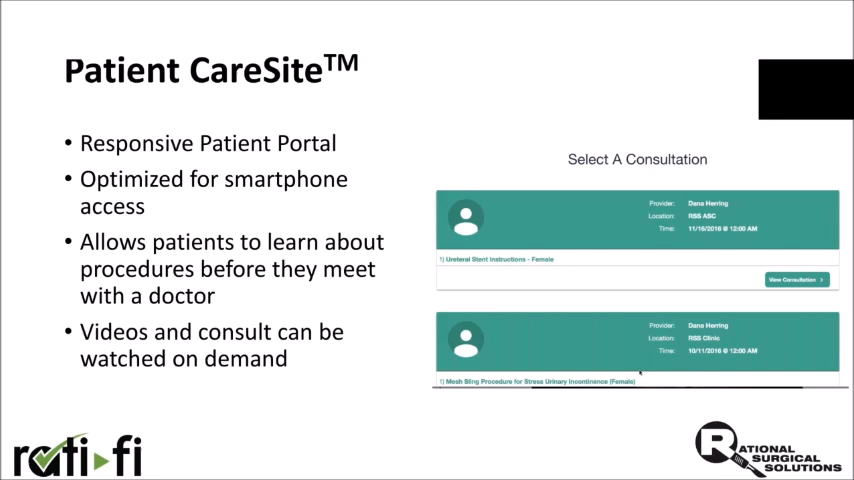 Patient CareSite™
• Responsive Patient Portal
• Optimized for smartphone
access
• Allows patients to learn about
procedures before they meet
with a doctor
• Videos and consult can be
watched on demand
Select A Consultation
Provider: Dana Herring
Location: RSS ASC
Time: 11/16/2016 @ 12:00 AM
1) Ureteral Stent Instructions - Female
View Consultation >
Provider: Dana Herring
Location: RSS Clinic
Time: 10/11/2016 @ 12:00 AM
1) Mesh Sling Procedure for Stress Urinary Incontinence (Female)
rati-fi
RATIONAL
SURGICAL
SOLUTIONS